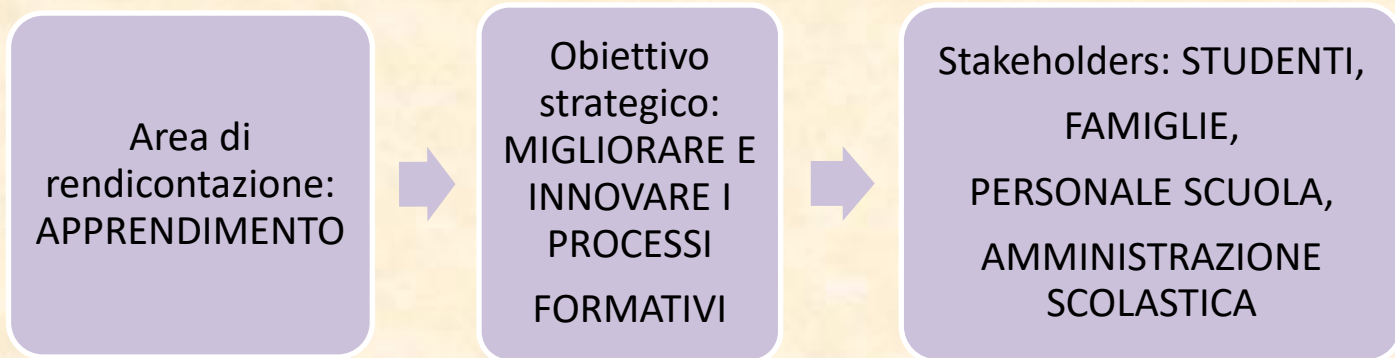 Area di
rendicontazione:
APPRENDIMENTO
Obiettivo
strategico:
MIGLIORARE E
INNOVARE I
PROCESSI
FORMATIVI
Stakeholders: STUDENTI,
FAMIGLIE,
PERSONALE SCUOLA,
AMMINISTRAZIONE
SCOLASTICA